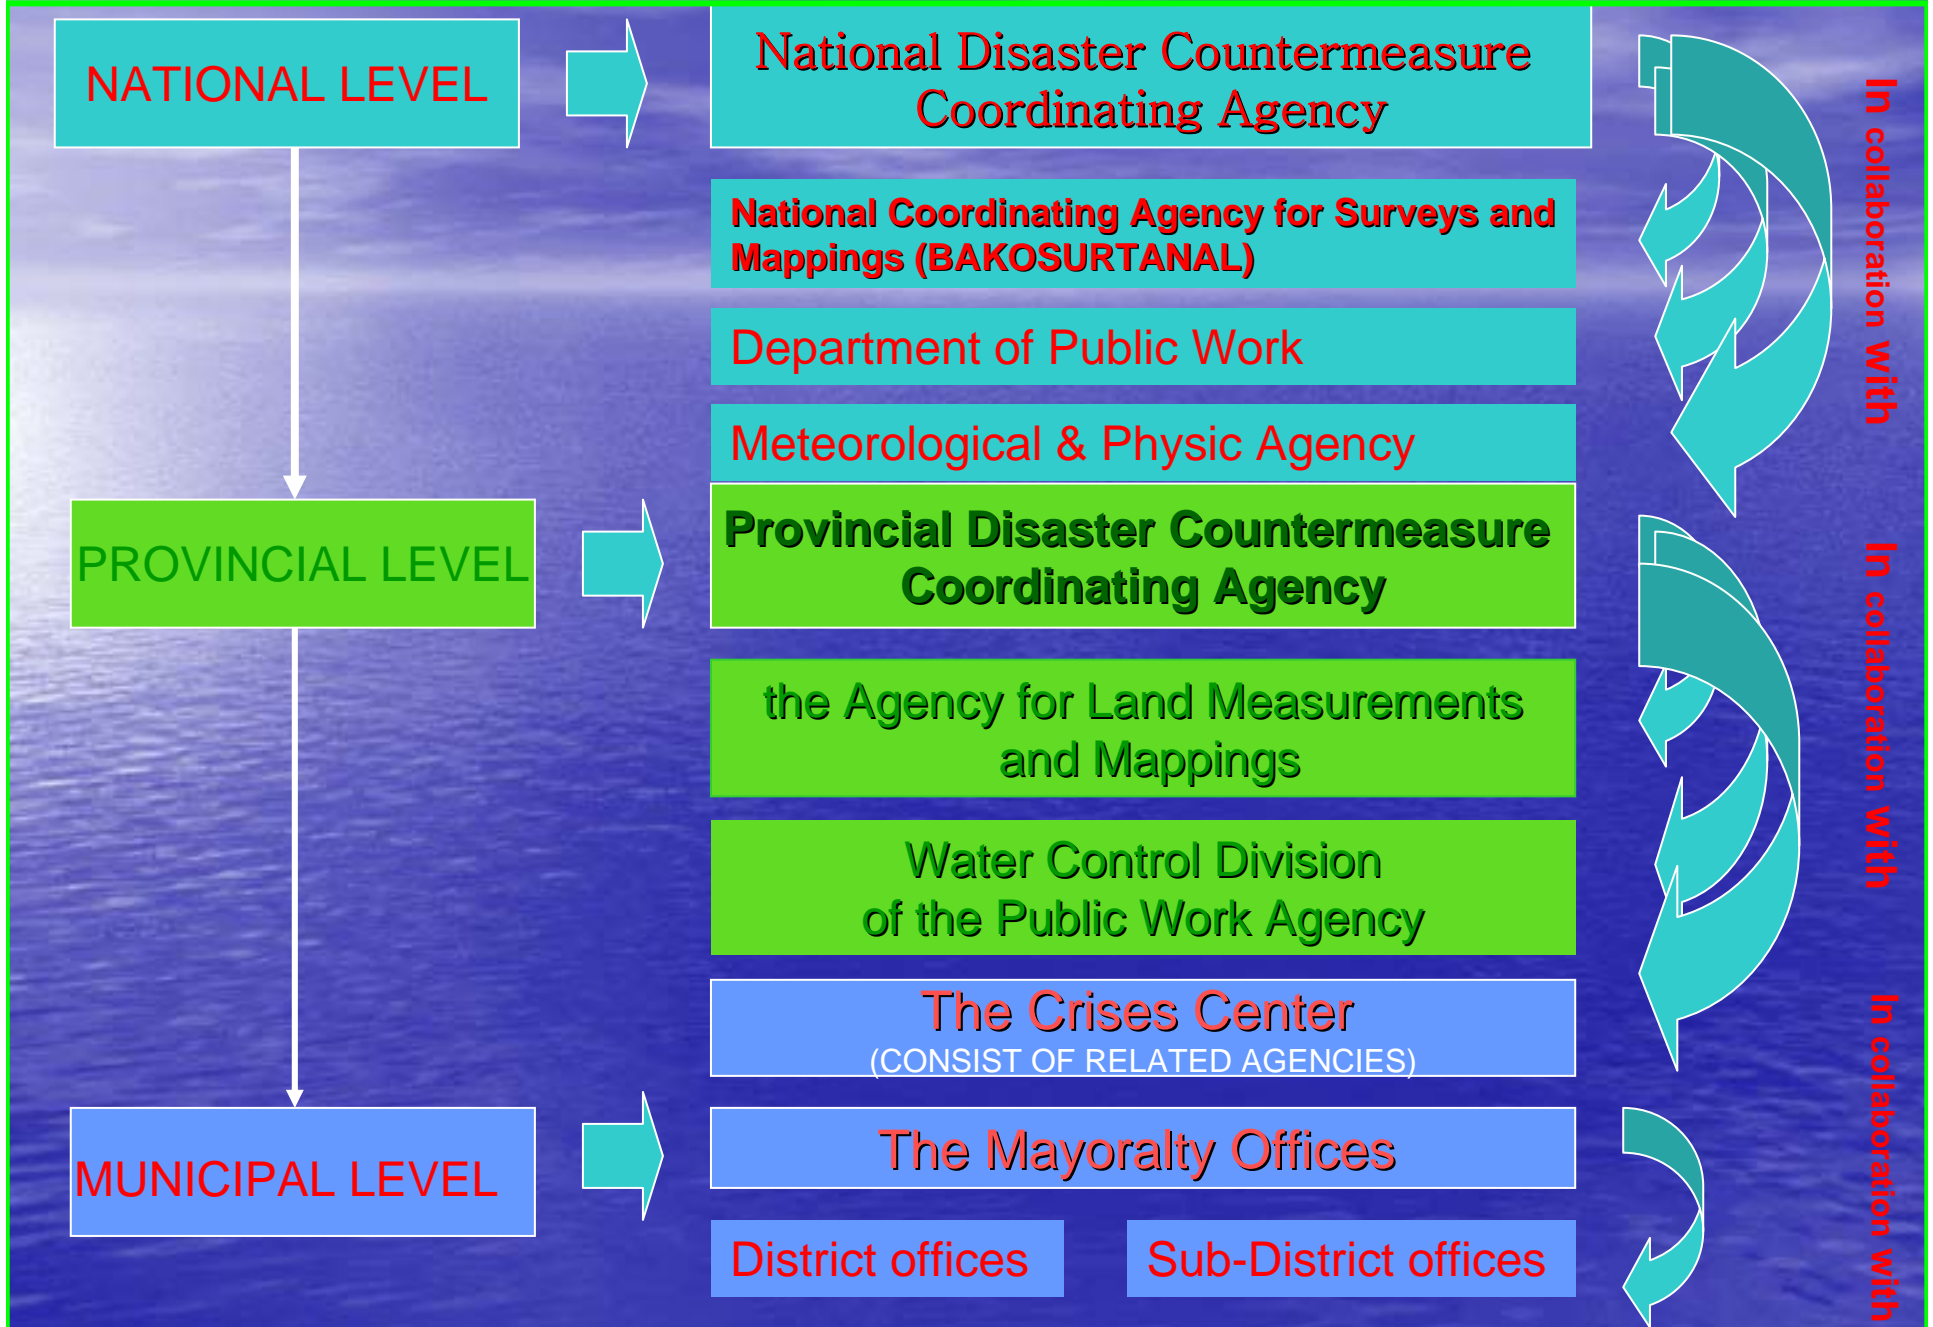 NATIONAL LEVEL
National Disaster Countermeasure
Coordinating Agency
National Coordinating Agency for Surveys and
Mappings (BAKOSURTANAL)
Department of Public Work
Meteorological & Physic Agency
In collaboration With
PROVINCIAL LEVEL
Provincial Disaster Countermeasure
Coordinating Agency
the Agency for Land Measurements
and Mappings
Water Control Division
of the Public Work Agency
The Crises Center
(CONSIST OF RELATED AGENCIES)
In collaboration With
MUNICIPAL LEVEL
The Mayoralty Offices
District offices
Sub-District offices
In collaboration with